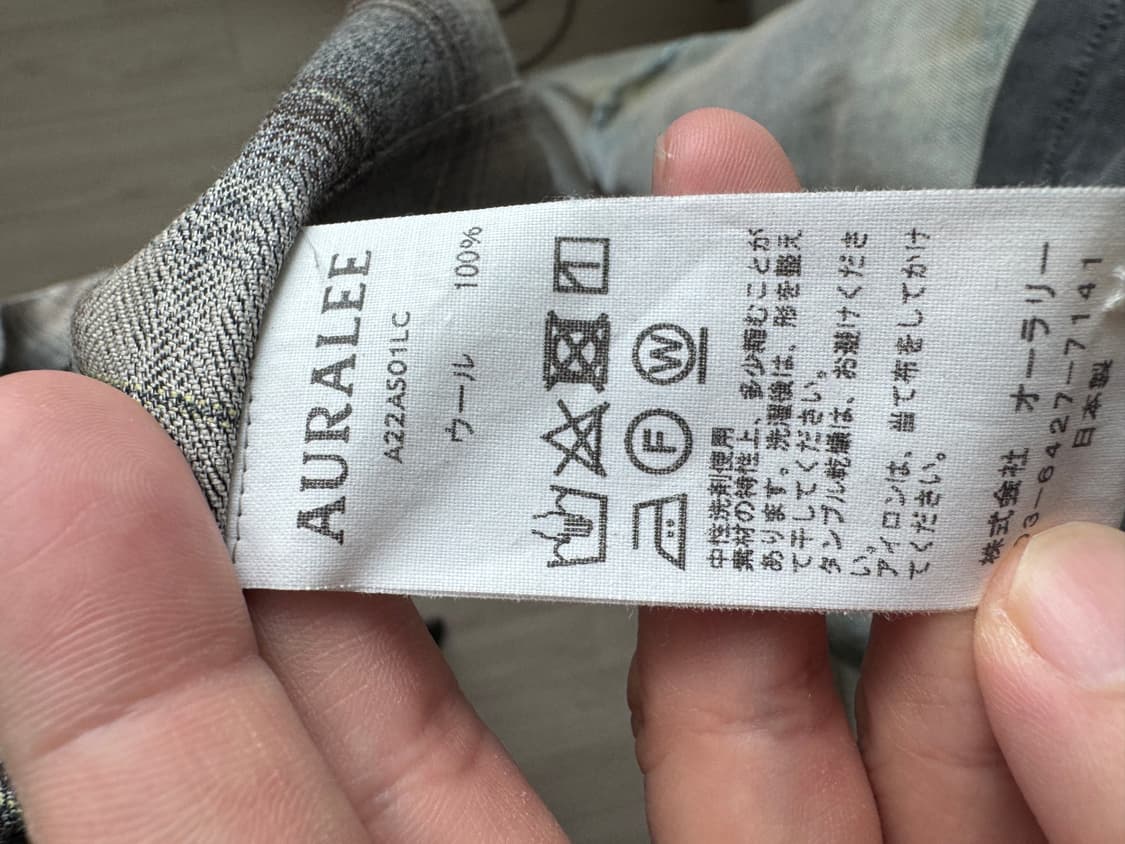 AURALEE
A22AS01LC
ウール 100%
F W
中性洗剤使用
素材の特性上、多少縮むことが
あります。洗濯後は、形を整え
て干してください。
タンブル乾燥は、お避けくださ
い。
アイロンは、当て布をしてかけ
てください。
株式会社 オーラリー
03-6427-7141
日本製